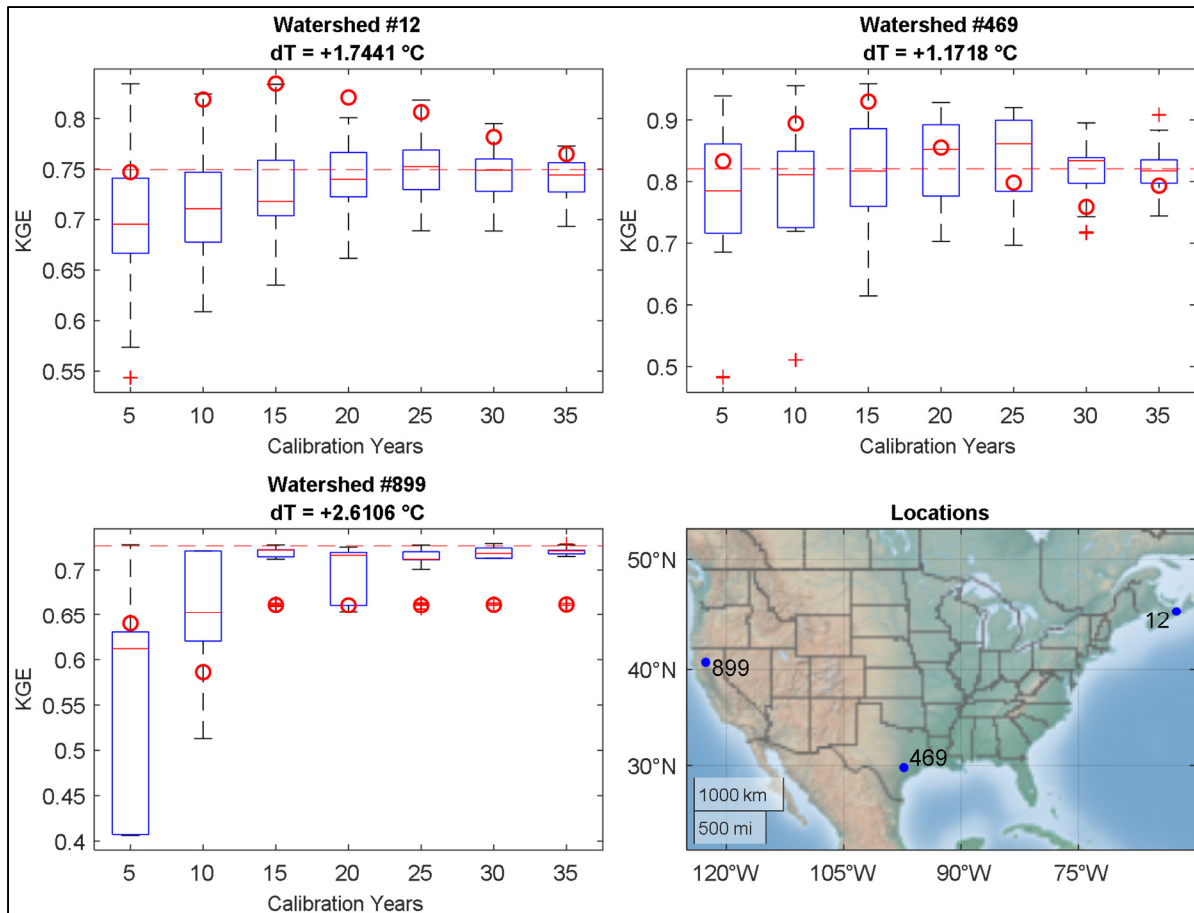 Watershed #12
dT = +1.7441 °C
KGE
0.8
0.75
0.7
0.65
0.6
0.55
5 10 15 20 25 30 35
Calibration Years
Watershed #469
dT = +1.1718 °C
KGE
0.9
0.8
0.7
0.6
0.5
5 10 15 20 25 30 35
Calibration Years
Watershed #899
dT = +2.6106 °C
KGE
0.7
0.65
0.6
0.55
0.5
0.45
0.4
5 10 15 20 25 30 35
Calibration Years
Locations
50°N
40°N
30°N
12
899
469
1000 km
500 mi
120°W 105°W 90°W 75°W